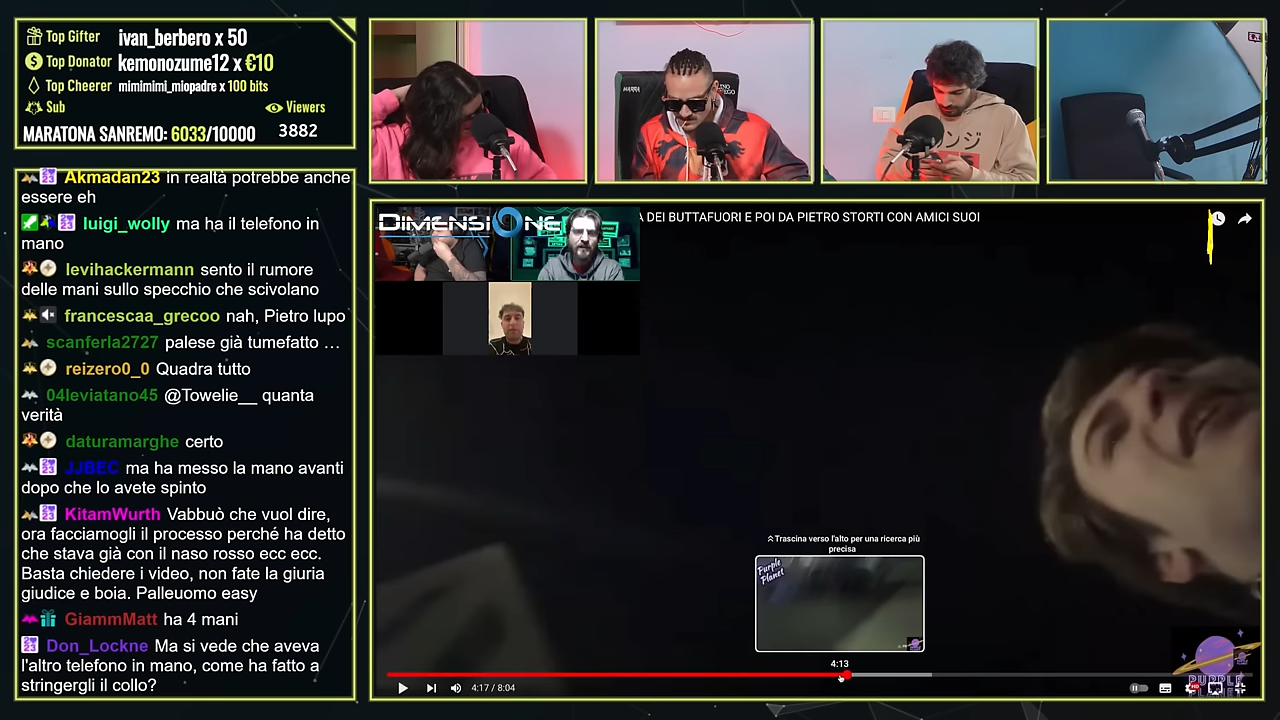 Top Gifter ivan_berbero x 50
Top Donator kemonozume12 x €10
Top Cheerer mimimimi_miopadre x 100 bits
Sub Viewers
MARATONA SANREMO: 6033/10000 3882
Akmadan23 in realtà potrebbe anche
essere eh
luigi_wolly ma ha il telefono in
mano
levihackermann sento il rumore
delle mani sullo specchio che scivolano
francescaa_grecoo nah, Pietro lupo
scanferla2727 palese già tumefatto …
reizero0_0 Quadra tutto
04leviatano45 @Towelie__ quanta
verità
daturamarghe certo
JJBEC ma ha messo la mano avanti
dopo che lo avete spinto
KitamWurth Vabbuò che vuol dire,
ora facciamogli il processo perché ha detto
che stava già con il naso rosso ecc ecc.
Basta chiedere i video, non fate la giuria
giudice e boia. Palleuomo easy
GiammMatt ha 4 mani
Don_Lockne Ma si vede che aveva
l'altro telefono in mano, come ha fatto a
stringergli il collo?
DIMENSIONE
A DEI BUTTAFUORI E POI DA PIETRO STORTI CON AMICI SUOI
Trascina verso l'alto per una ricerca più
precisa
Purple
Planet
4:13
4:17 / 8:04
HD
PURPLE
PLANET